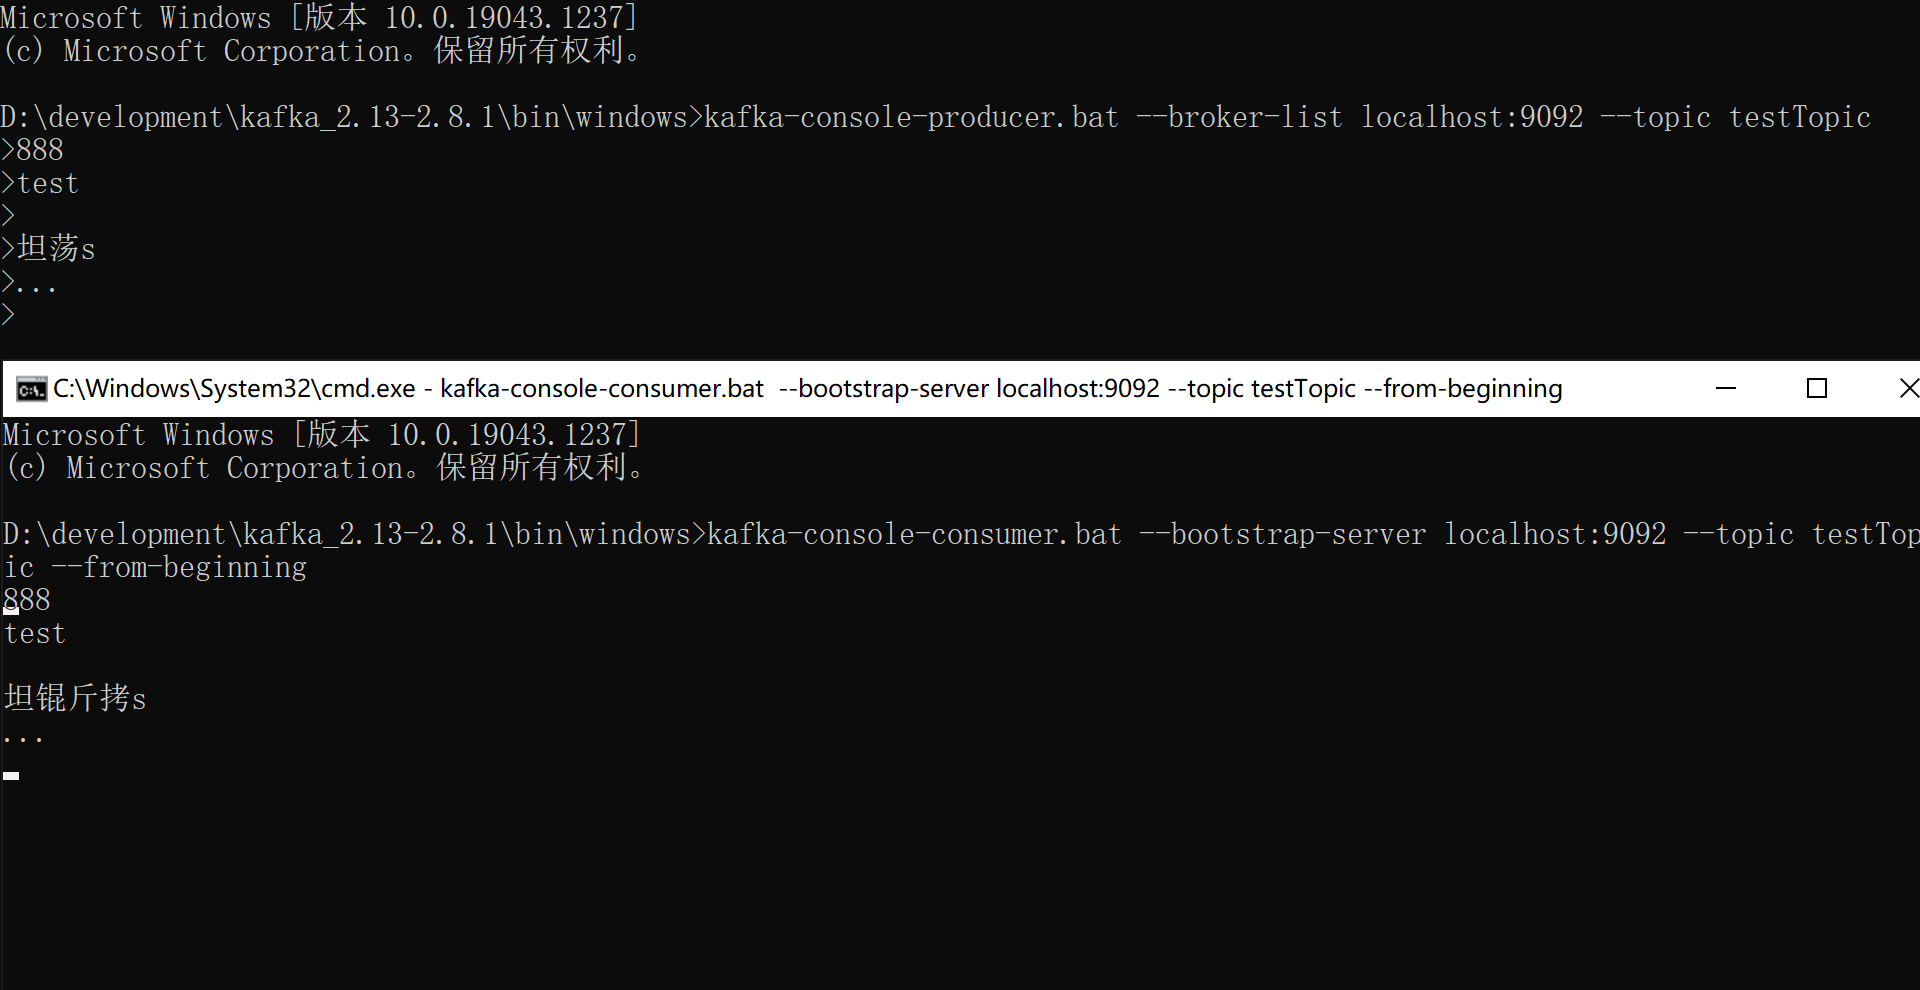 Microsoft Windows [版本 10.0.19043.1237]
(c) Microsoft Corporation。保留所有权利。
D:\development\kafka_2.13-2.8.1\bin\windows>kafka-console-producer.bat --broker-list localhost:9092 --topic testTopic
>888
>test
>
>坦荡s
>...
>
C:\Windows\System32\cmd.exe - kafka-console-consumer.bat  --bootstrap-server localhost:9092 --topic testTopic --from-beginning
Microsoft Windows [版本 10.0.19043.1237]
(c) Microsoft Corporation。保留所有权利。
D:\development\kafka_2.13-2.8.1\bin\windows>kafka-console-consumer.bat --bootstrap-server localhost:9092 --topic testTop
ic --from-beginning
888
test
坦锟斤拷s
...